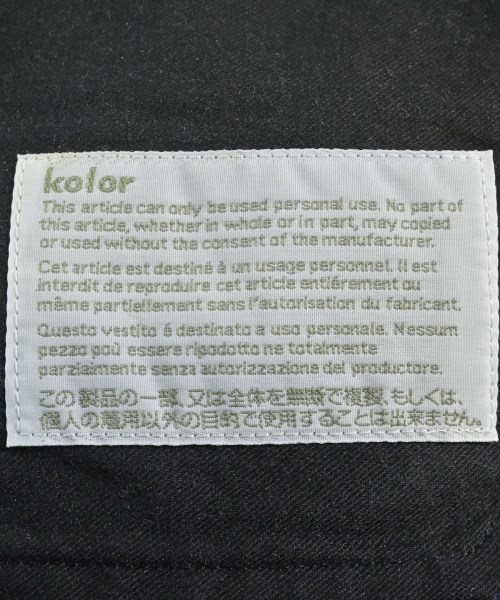 kolor
This article can only be used personal use. No part of
this article, whether in whole or in part, may copied
or used without the consent of the manufacturer.
Cet article est destiné à un usage personnel. Il est
interdit de reproduire cet article entiérement ou
même partiellement sans l'autorisation du fabricant.
Questo vestito é destinato a uso personale. Nessum
pezzo poù essere ripodotto ne totalmente
parzialmente senza autorizzazione del productore.
この製品の一部、又は全体を無断で複製、もしくは、
個人の着用以外の目的で使用することは出来ません。